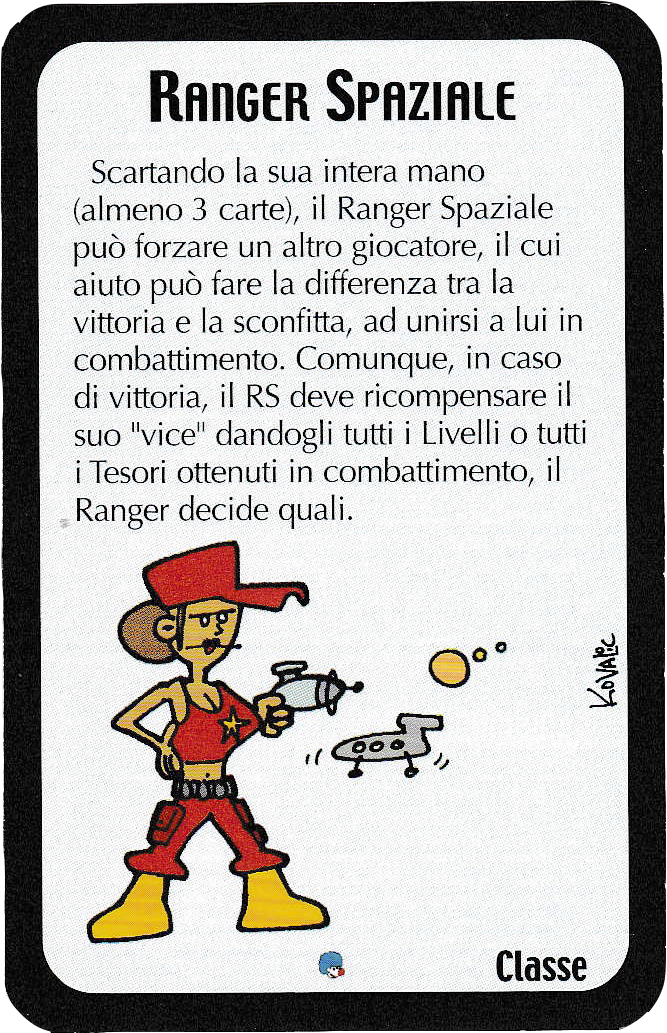 Ranger Spaziale
Scartando la sua intera mano
(almeno 3 carte), il Ranger Spaziale
può forzare un altro giocatore, il cui
aiuto può fare la differenza tra la
vittoria e la sconfitta, ad unirsi a lui in
combattimento. Comunque, in caso
di vittoria, il RS deve ricompensare il
suo "vice" dandogli tutti i Livelli o tutti
i Tesori ottenuti in combattimento, il
Ranger decide quali.
KOVALIC
Classe